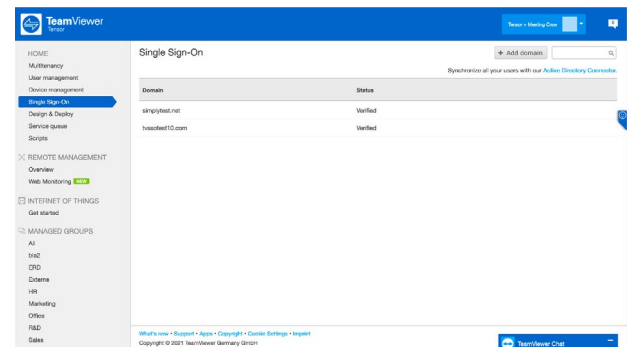 TeamViewer
Tensor
Tensor + Meeting Crew
HOME
Multitenancy
User management
Device management
Single Sign-On
Design & Deploy
Service queue
Scripts
REMOTE MANAGEMENT
Overview
Web Monitoring NEW
INTERNET OF THINGS
Get started
MANAGED GROUPS
AI
ble2
ERD
Externe
HR
Marketing
Office
R&D
Sales
Single Sign-On
+ Add domain
Synchronize all your users with our Active Directory Connector.
Domain Status
simplytest.net Verified
tvssotest10.com Verified
What's new • Support • Apps • Copyright • Cookie Settings • Imprint
Copyright © 2021 TeamViewer Germany GmbH
TeamViewer Chat